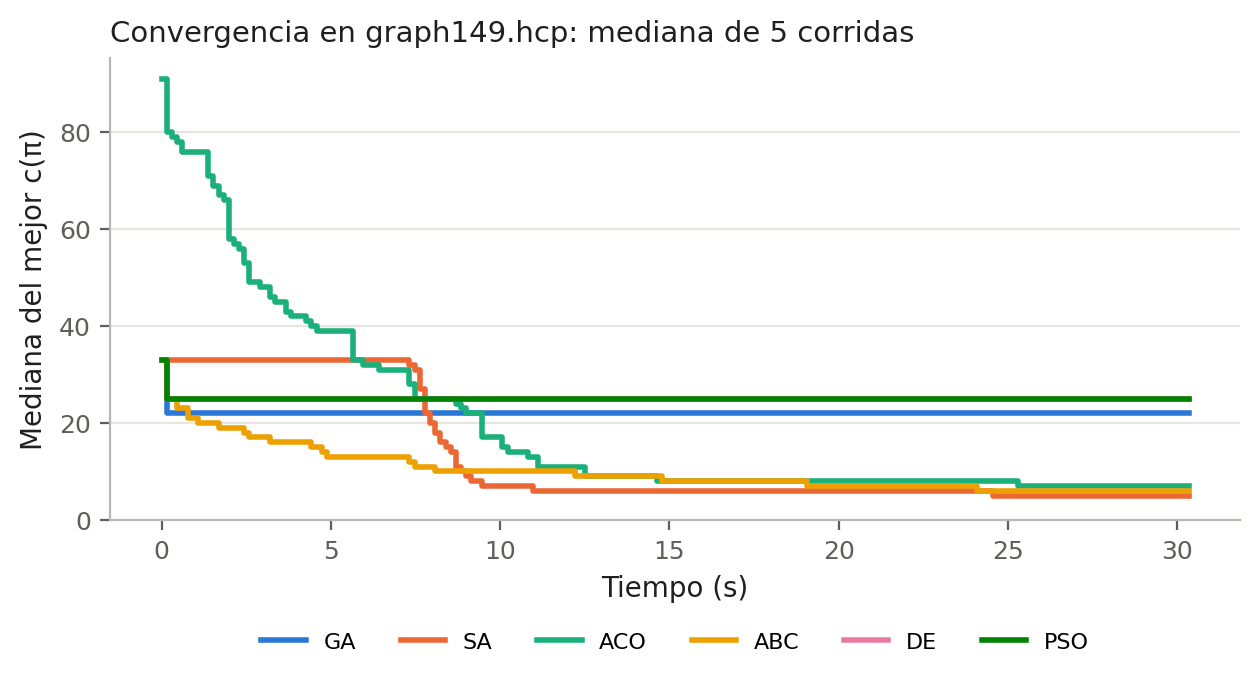 Convergencia en graph149.hcp: mediana de 5 corridas
Mediana del mejor c(π)
80
60
40
20
0
0 5 10 15 20 25 30
Tiempo (s)
GA SA ACO ABC DE PSO